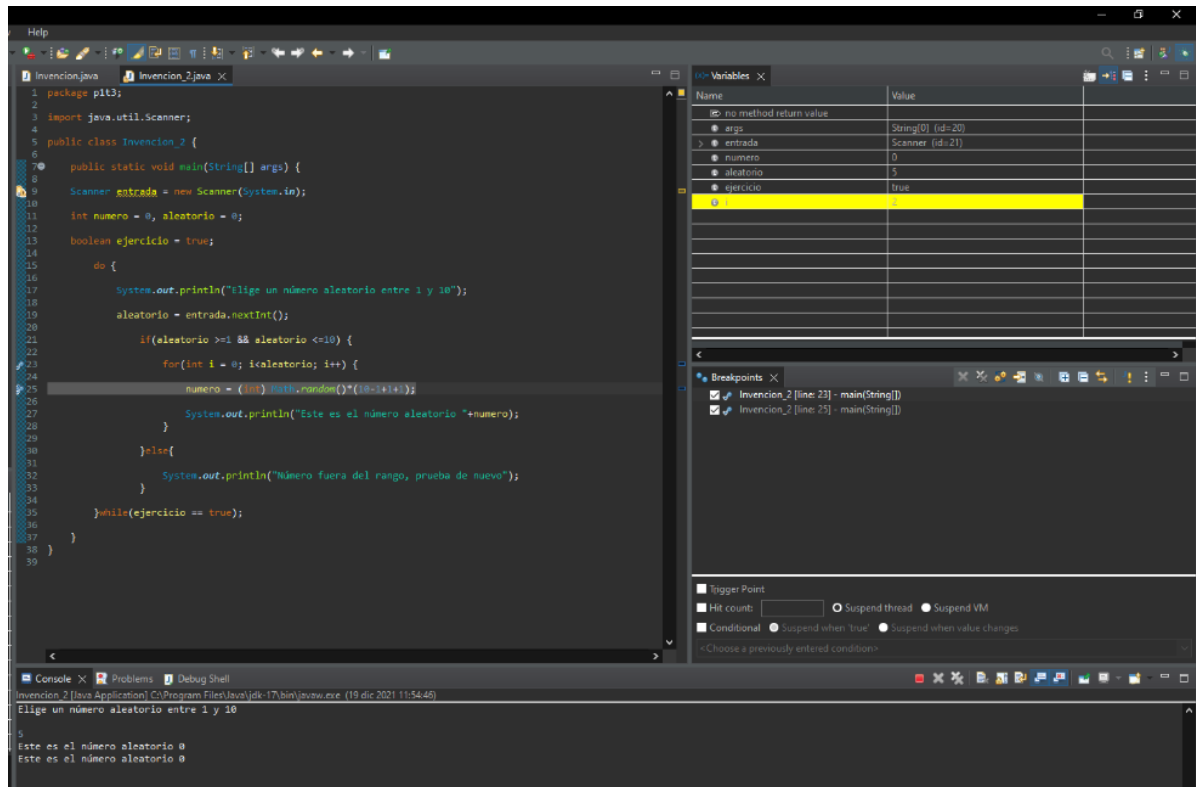 Help
Invencion.java Invencion_2.java
1 package p1t3;
2
3 import java.util.Scanner;
4
5 public class Invencion_2 {
6
7 public static void main(String[] args) {
8
9 Scanner entrada = new Scanner(System.in);
10
11 int numero = 0, aleatorio = 0;
12
13 boolean ejercicio = true;
14
15 do {
16
17 System.out.println("Elige un número aleatorio entre 1 y 10");
18
19 aleatorio = entrada.nextInt();
20
21 if(aleatorio >=1 && aleatorio <=10) {
22
23 for(int i = 0; i<aleatorio; i++) {
24
25 numero = (int) Math.random()*(10-1+1+1);
26
27 System.out.println("Este es el número aleatorio "+numero);
28 }
29
30 }else{
31
32 System.out.println("Número fuera del rango, prueba de nuevo");
33 }
34
35 }while(ejercicio == true);
36
37 }
38 }
39
Variables
Name Value
no method return value
args String[0] (id=20)
entrada Scanner (id=21)
numero 0
aleatorio 5
ejercicio true
i 2
Breakpoints
Invencion_2 [line: 23] - main(String[])
Invencion_2 [line: 25] - main(String[])
Trigger Point
Hit count: Suspend thread Suspend VM
Conditional Suspend when 'true' Suspend when value changes
<Choose a previously entered condition>
Console Problems Debug Shell
Invencion_2 [Java Application] C:\Program Files\Java\jdk-17\bin\javaw.exe (19 dic 2021 11:54:46)
Elige un número aleatorio entre 1 y 10
5
Este es el número aleatorio 0
Este es el número aleatorio 0